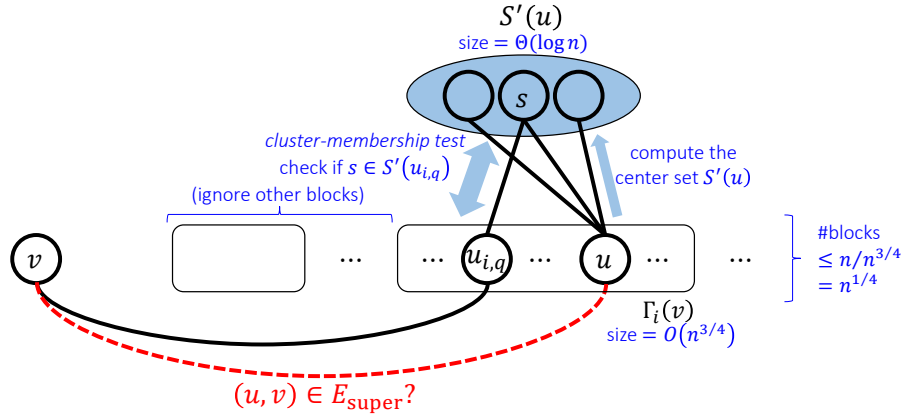 S′(u)
size = Θ(log n)
s
cluster-membership test
check if s ∈ S′(u_{i,q})
compute the
center set S′(u)
(ignore other blocks)
v
...
...
u_{i,q}
...
u
...
...
#blocks
≤ n/n^{3/4}
= n^{1/4}
Γ_i(v)
size = O(n^{3/4})
(u, v) ∈ E_super?